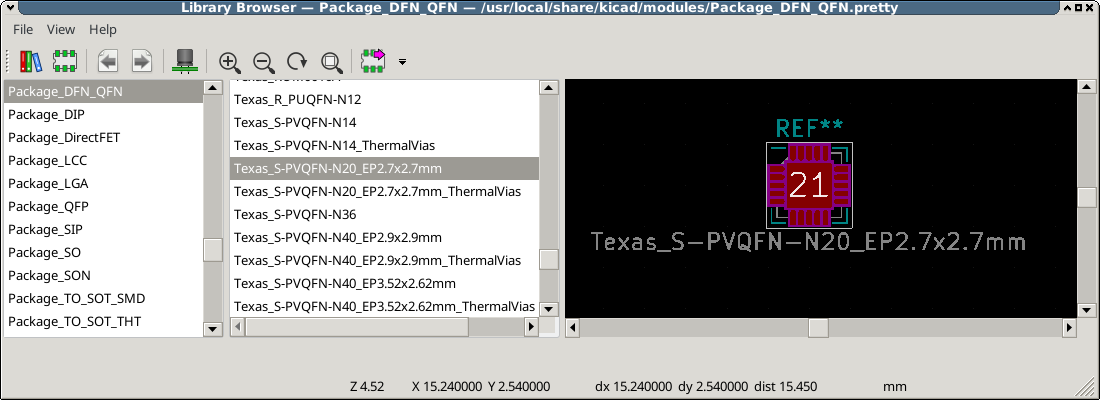 Library Browser — Package_DFN_QFN — /usr/local/share/kicad/modules/Package_DFN_QFN.pretty
File View Help
Package_DFN_QFN
Package_DIP
Package_DirectFET
Package_LCC
Package_LGA
Package_QFP
Package_SIP
Package_SO
Package_SON
Package_TO_SOT_SMD
Package_TO_SOT_THT
Texas_R_PUQFN-N12
Texas_S-PVQFN-N14
Texas_S-PVQFN-N14_ThermalVias
Texas_S-PVQFN-N20_EP2.7x2.7mm
Texas_S-PVQFN-N20_EP2.7x2.7mm_ThermalVias
Texas_S-PVQFN-N36
Texas_S-PVQFN-N40_EP2.9x2.9mm
Texas_S-PVQFN-N40_EP2.9x2.9mm_ThermalVias
Texas_S-PVQFN-N40_EP3.52x2.62mm
Texas_S-PVQFN-N40_EP3.52x2.62mm_ThermalVias
REF**
21
Texas_S-PVQFN-N20_EP2.7x2.7mm
Z 4.52 X 15.240000 Y 2.540000 dx 15.240000 dy 2.540000 dist 15.450 mm